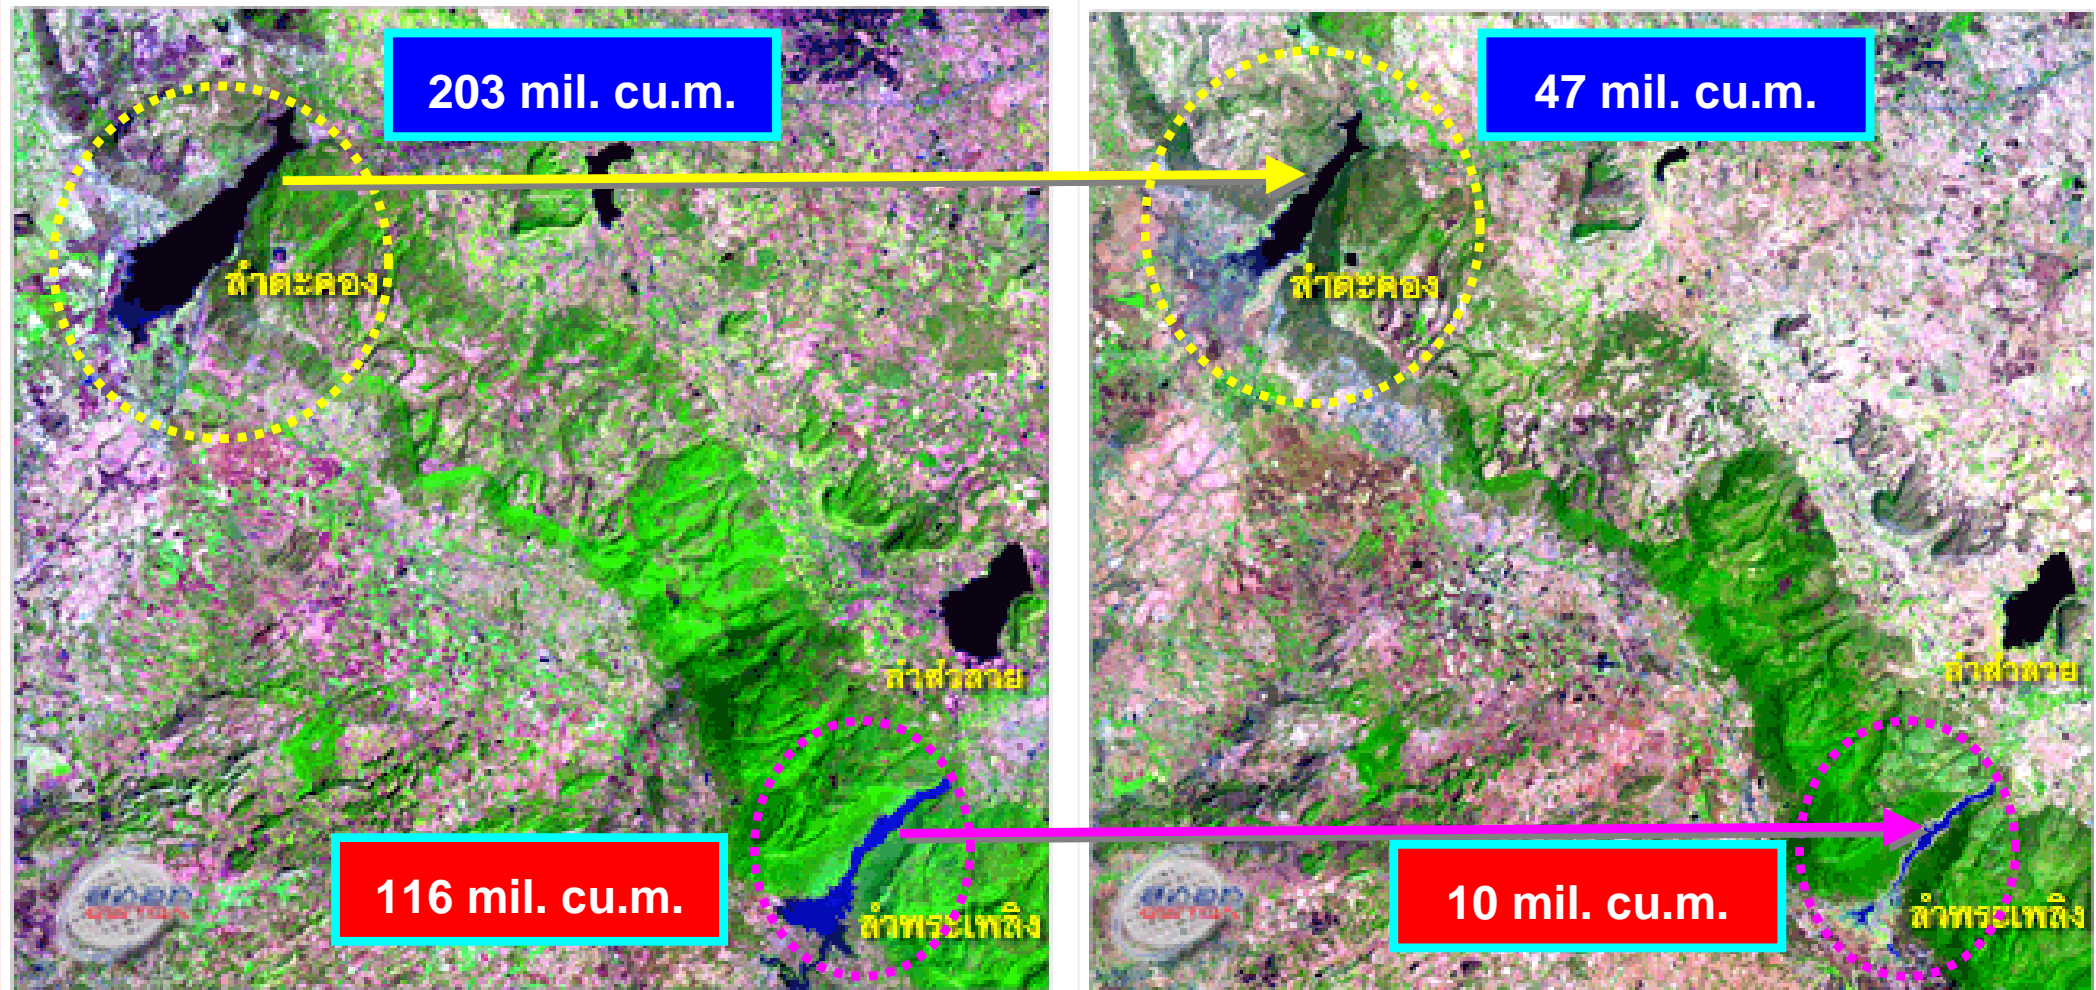 203 mil. cu.m.
47 mil. cu.m.
ลำตะคอง
ลำตะคอง
ลำสำลาย
ลำสำลาย
116 mil. cu.m.
10 mil. cu.m.
ลำพระเพลิง
ลำพระเพลิง